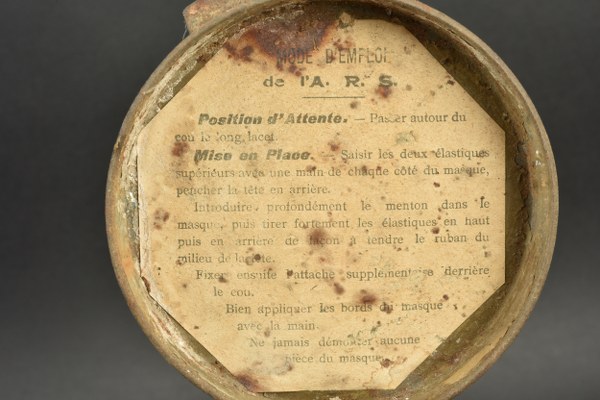 MODE D'EMPLOI
de l'A. R. S.
Position d'Attente. — Passer autour du
cou le long lacet
Mise en Place. — Saisir les deux élastiques
supérieurs avec une main de chaque côté du masque,
pencher la tête en arrière.
Introduire profondément le menton dans le
masque, puis tirer fortement les élastiques en haut
puis en arrière de façon à tendre le ruban du
milieu de la tête.
Fixer ensuite l'attache supplémentaire derrière
le cou.
Bien appliquer les bords du masque
avec la main.
Ne jamais démonter aucune
pièce du masque